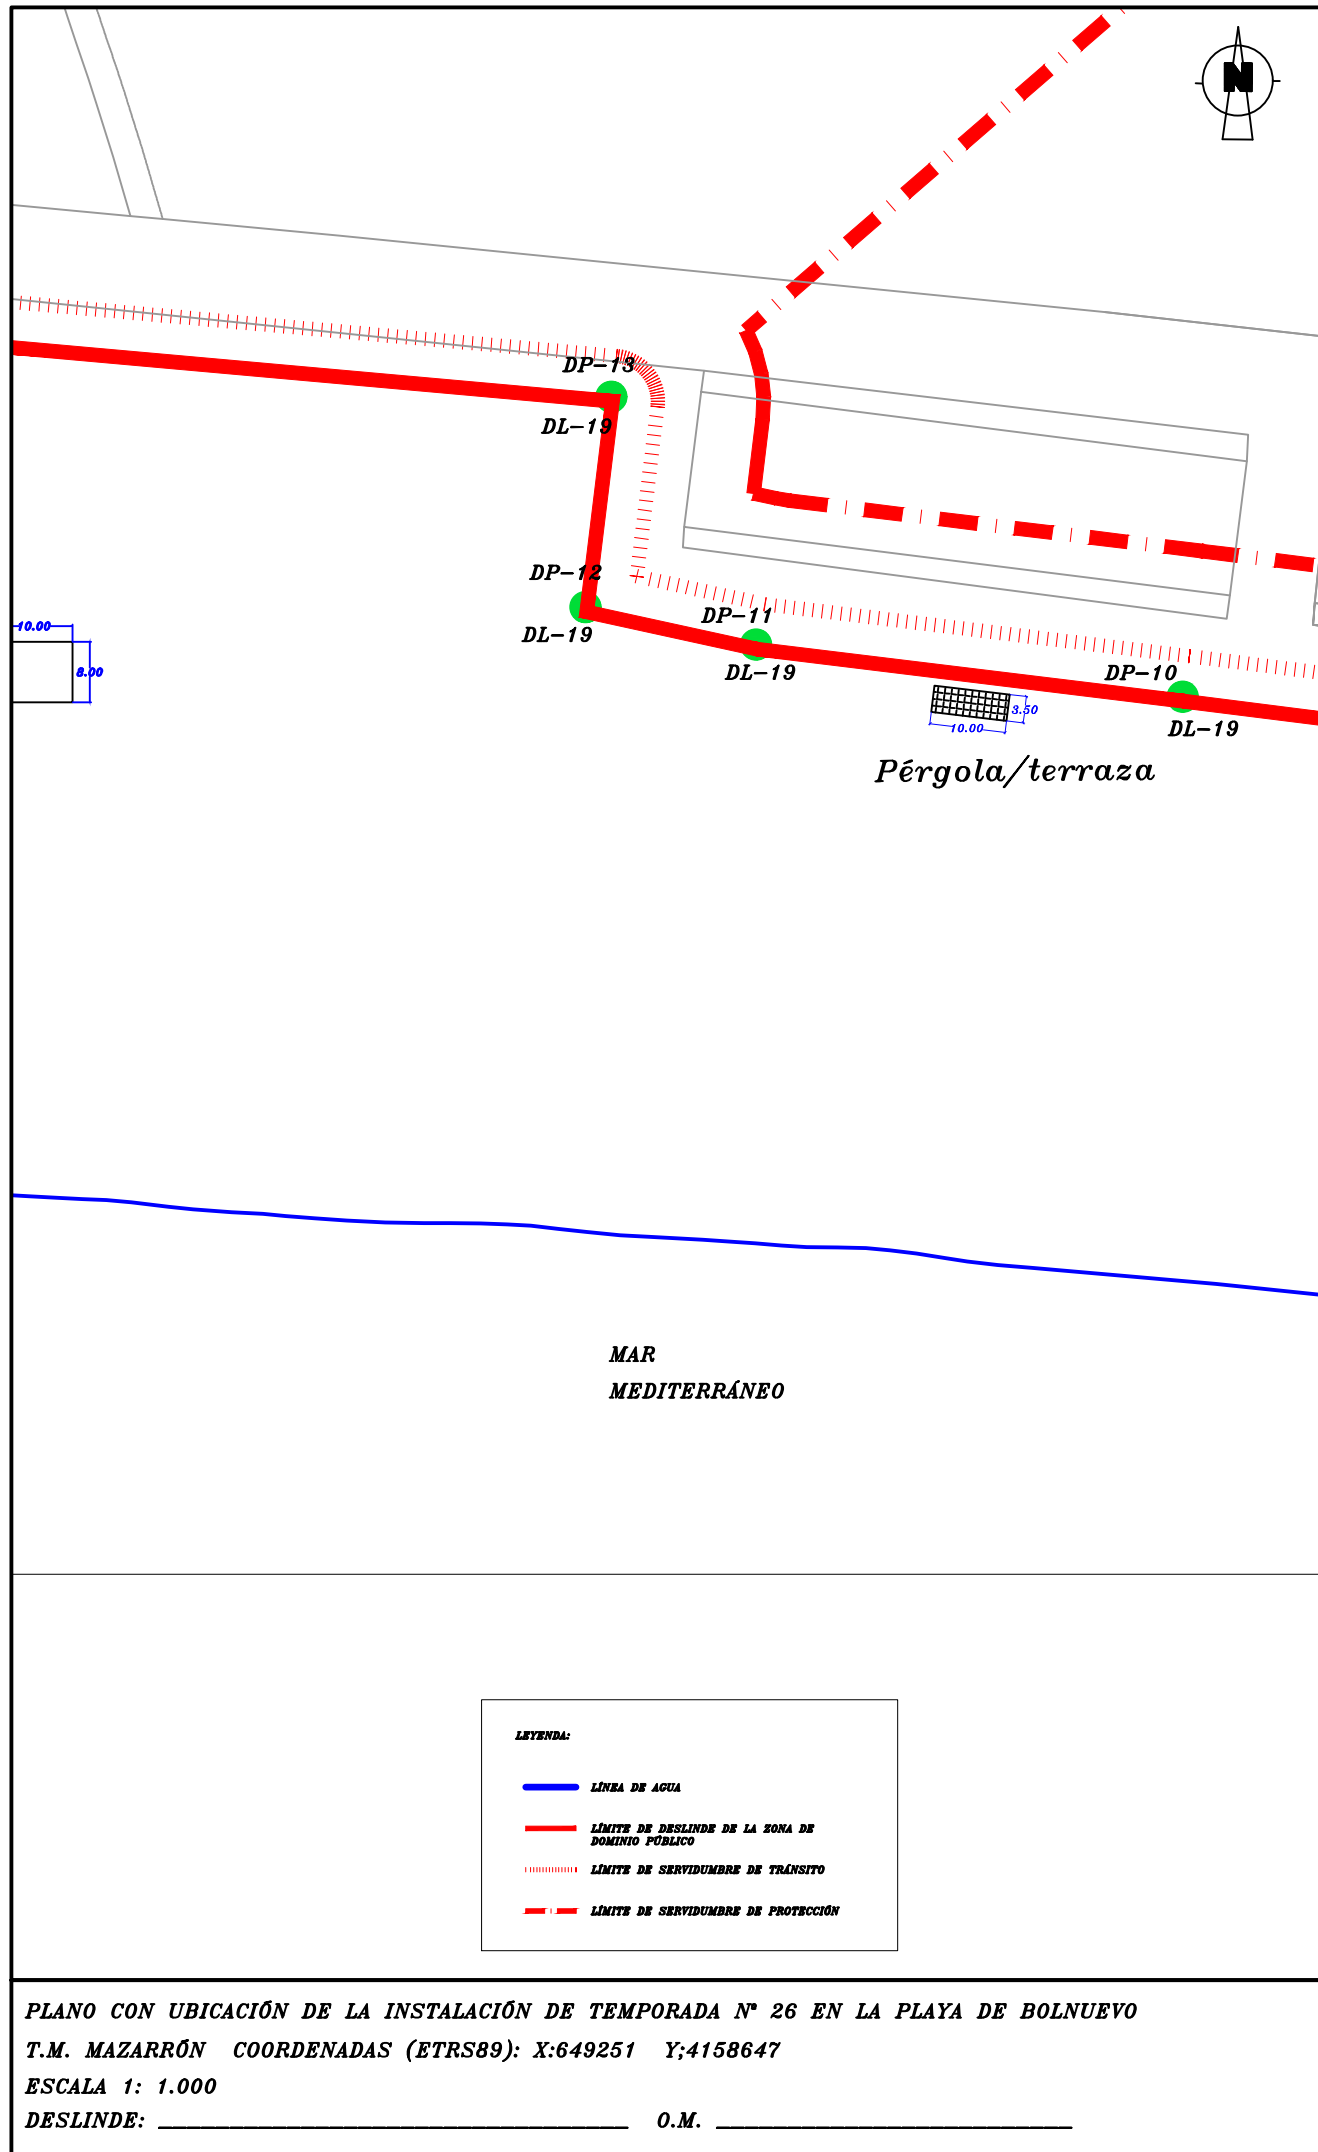 N
DP-13
DL-19
DP-12
DL-19
DP-11
DL-19
DP-10
DL-19
10.00
8.00
3.50
10.00
Pérgola/terraza
MAR
MEDITERRÁNEO
LEYENDA:
LÍNEA DE AGUA
LÍMITE DE DESLINDE DE LA ZONA DE
DOMINIO PÚBLICO
LÍMITE DE SERVIDUMBRE DE TRÁNSITO
LÍMITE DE SERVIDUMBRE DE PROTECCIÓN
PLANO CON UBICACIÓN DE LA INSTALACIÓN DE TEMPORADA Nº 26 EN LA PLAYA DE BOLNUEVO
T.M. MAZARRÓN COORDENADAS (ETRS89): X:649251 Y;4158647
ESCALA 1: 1.000
DESLINDE: ______________________________ O.M. ______________________